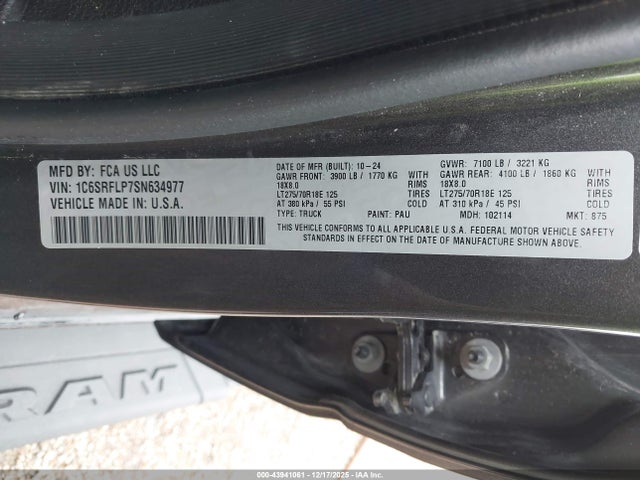 MFD BY: FCA US LLC
VIN: 1C6SRFLP7SN634977
VEHICLE MADE IN: U.S.A.
DATE OF MFR (BUILT): 10-24 GVWR: 7100 LB / 3221 KG
GAWR FRONT: 3900 LB / 1770 KG GAWR REAR: 4100 LB / 1860 KG
18X8.0 RIMS 18X8.0 RIMS
LT275/70R18E 125 TIRES LT275/70R18E 125 TIRES
AT 380 kPa / 55 PSI COLD AT 310 kPa / 45 PSI COLD
TYPE: TRUCK PAINT: PAU MDH: 102114 MKT: 875
THIS VEHICLE CONFORMS TO ALL APPLICABLE U.S.A. FEDERAL MOTOR VEHICLE SAFETY
STANDARDS IN EFFECT ON THE DATE OF MANUFACTURE SHOWN ABOVE.
RAM
000-43941061 - 12/17/2025 - IAA Inc.